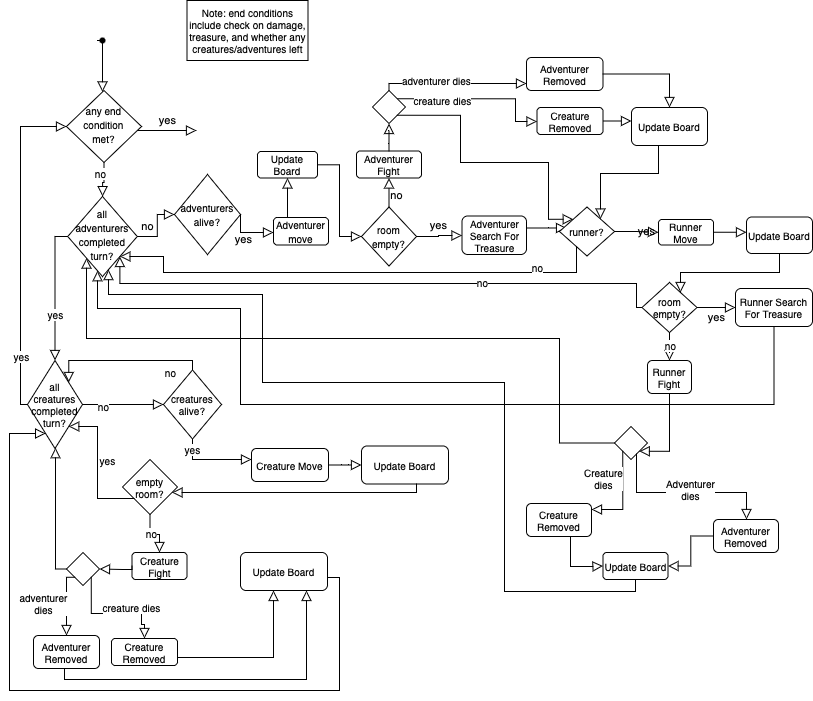 Note: end conditions
include check on damage,
treasure, and whether any
creatures/adventures left
any end
condition
met?
yes
no
all
adventurers
completed
turn?
no
adventurers
alive?
yes
Adventurer
move
Update
Board
room
empty?
no
yes
Adventurer
Fight
adventurer dies
creature dies
Adventurer
Removed
Creature
Removed
Update Board
Adventurer
Search For
Treasure
runner?
yes
no
Runner
Move
Update Board
room
empty?
no
yes
no
Runner Search
For Treasure
Runner
Fight
Creature
dies
Adventurer
dies
Creature
Removed
Adventurer
Removed
Update Board
yes
yes
all
creatures
completed
turn?
no
no
creatures
alive?
yes
Creature Move
Update Board
empty
room?
yes
no
Creature
Fight
adventurer
dies
creature dies
Adventurer
Removed
Creature
Removed
Update Board